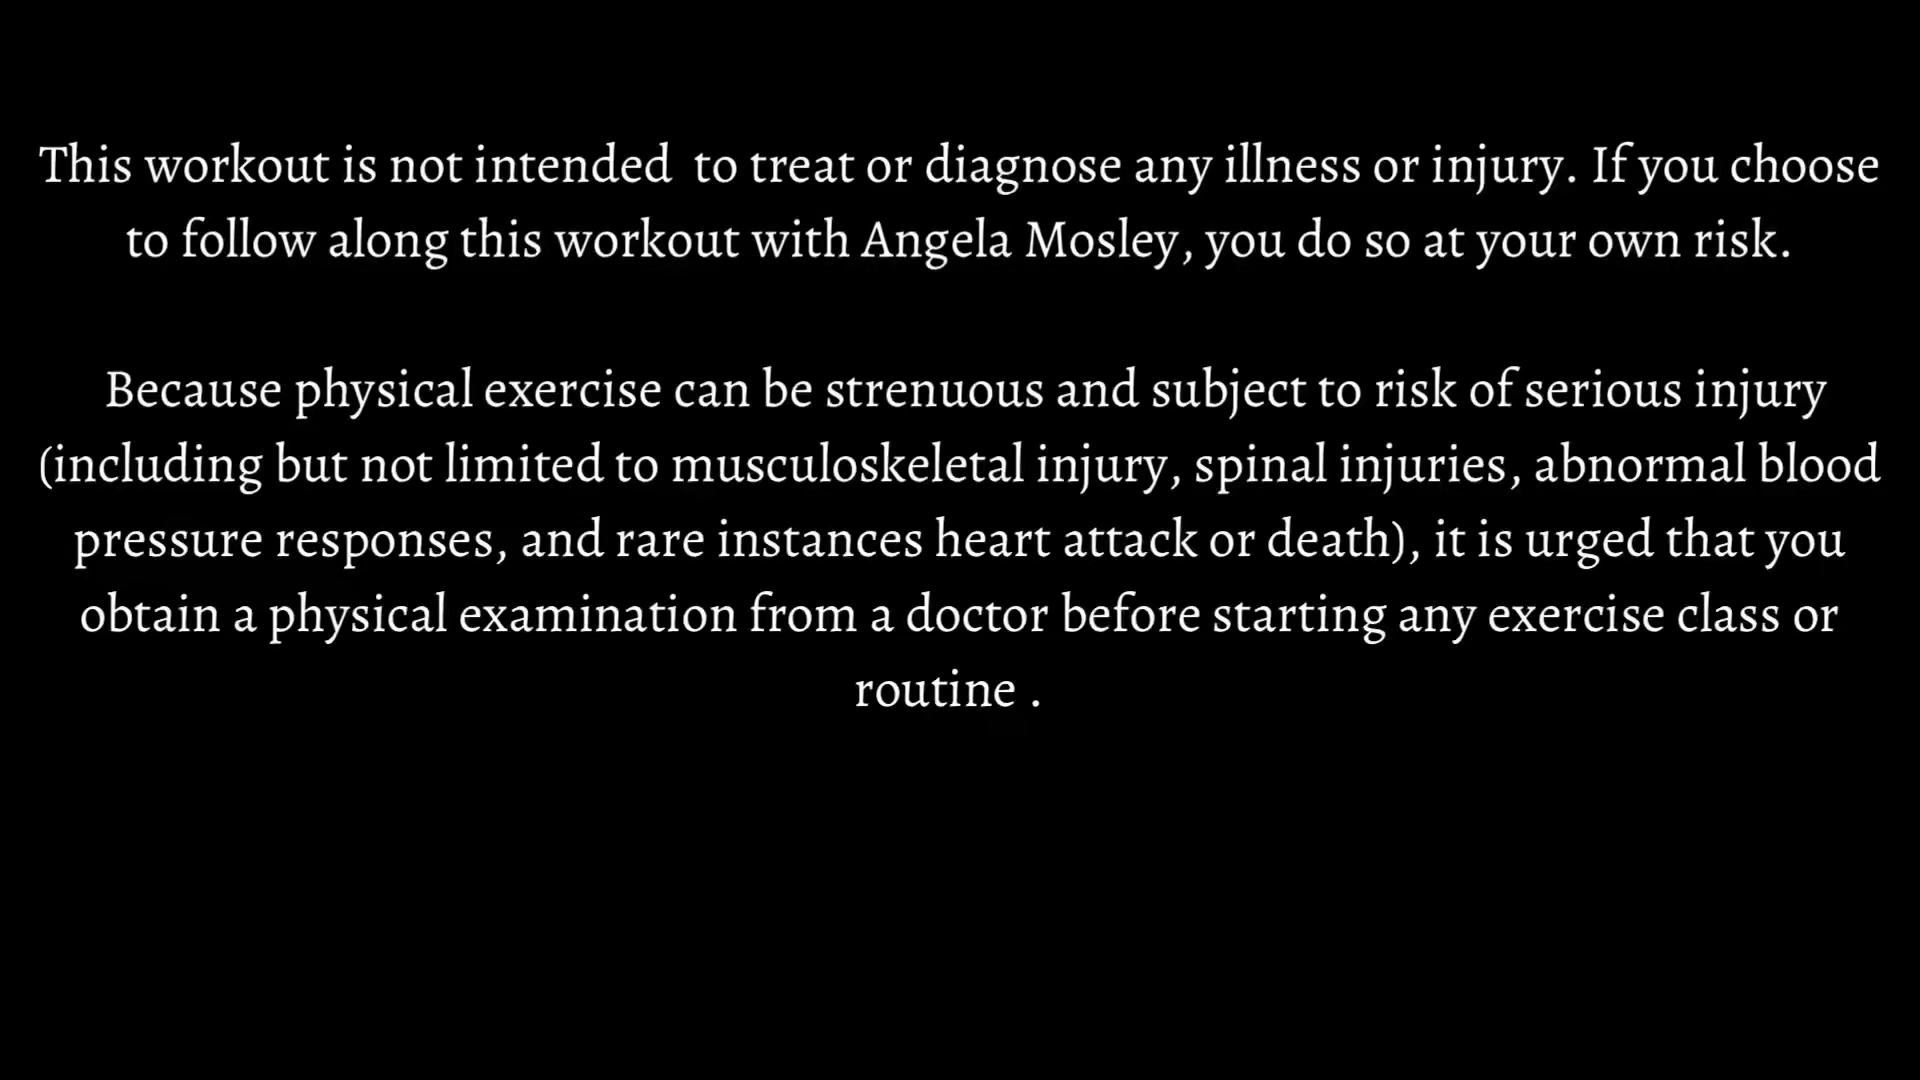 This workout is not intended  to treat or diagnose any illness or injury. If you choose
to follow along this workout with Angela Mosley, you do so at your own risk.
Because physical exercise can be strenuous and subject to risk of serious injury
(including but not limited to musculoskeletal injury, spinal injuries, abnormal blood
pressure responses, and rare instances heart attack or death), it is urged that you
obtain a physical examination from a doctor before starting any exercise class or
routine .